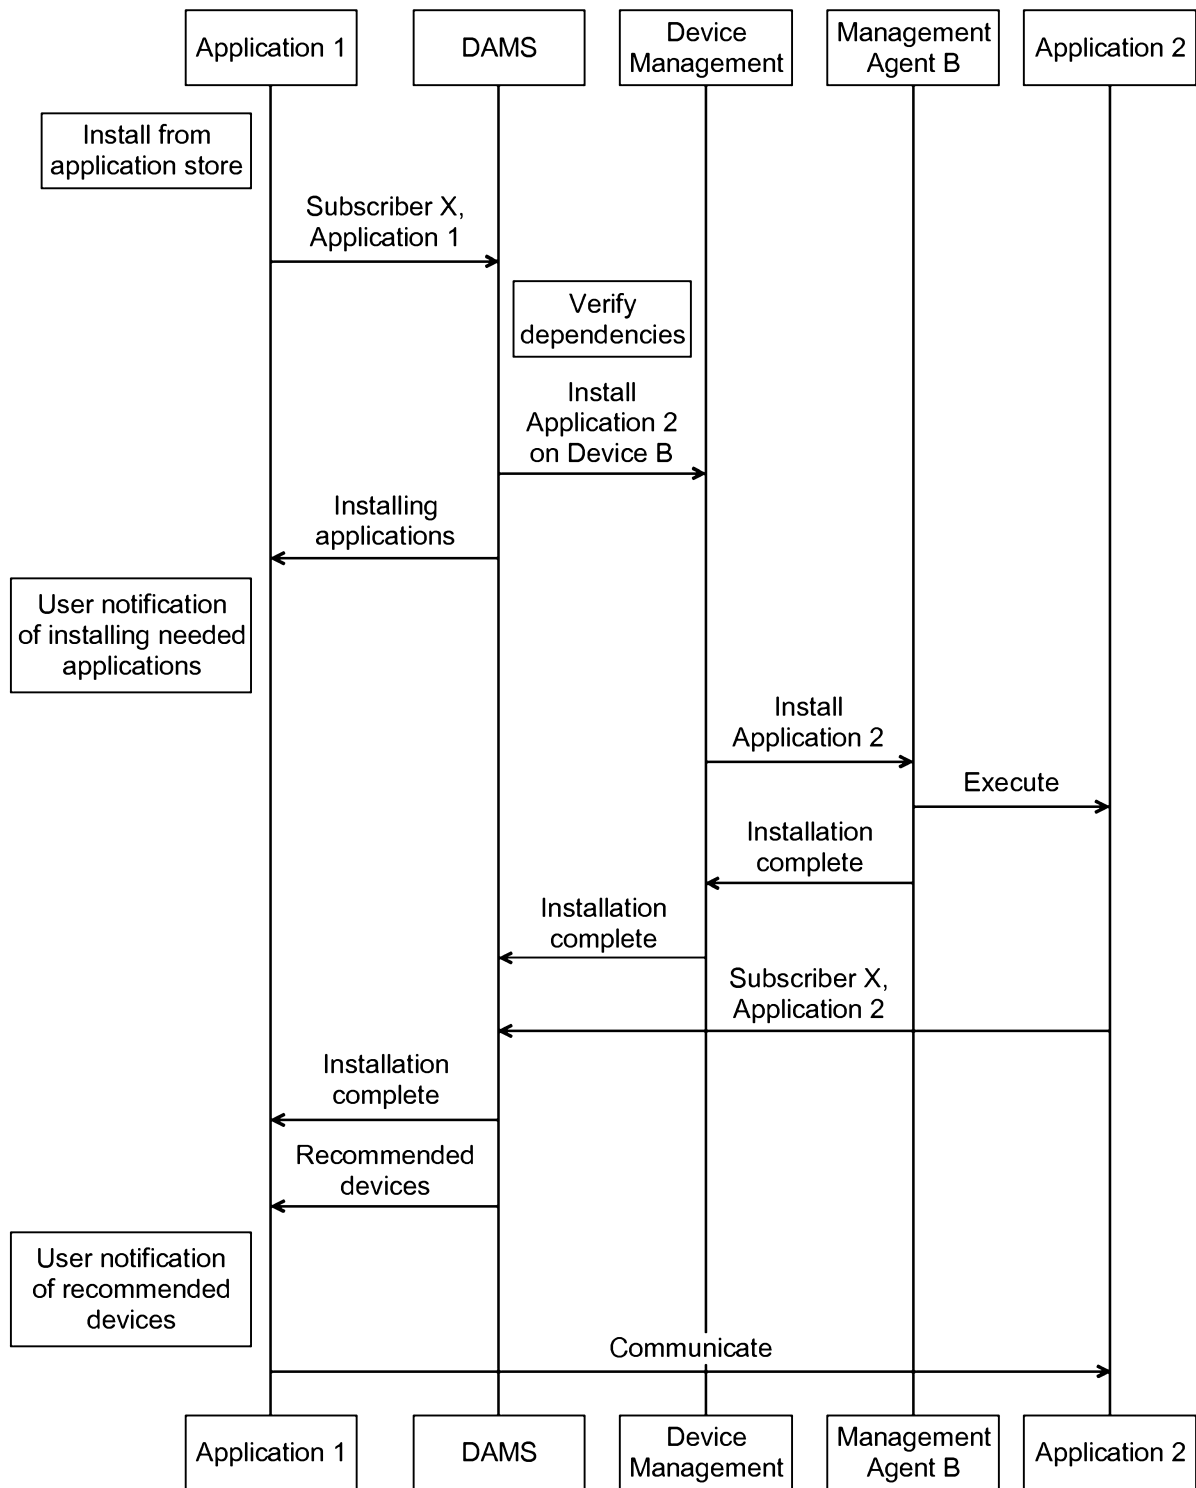 Application 1
DAMS
Device
Management
Management
Agent B
Application 2
Install from
application store
Subscriber X,
Application 1
Verify
dependencies
Install
Application 2
on Device B
Installing
applications
User notification
of installing needed
applications
Install
Application 2
Execute
Installation
complete
Installation
complete
Subscriber X,
Application 2
Installation
complete
Recommended
devices
User notification
of recommended
devices
Communicate
Application 1
DAMS
Device
Management
Management
Agent B
Application 2